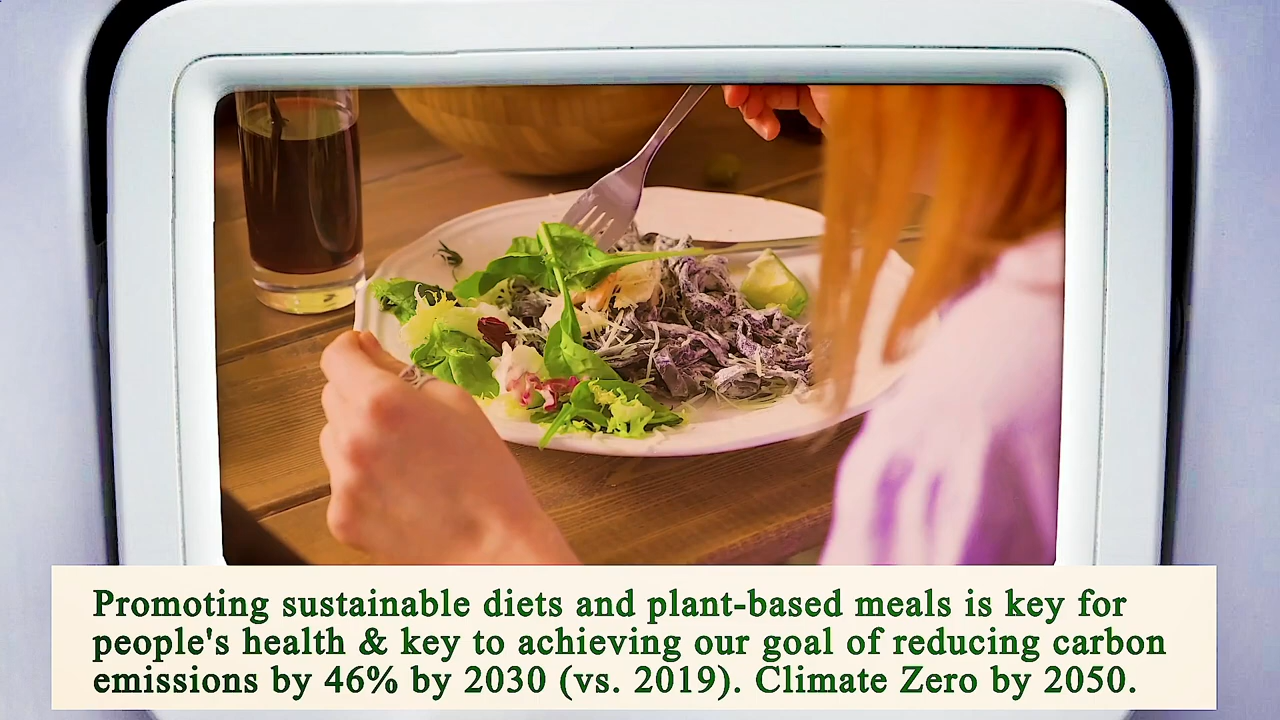 Promoting sustainable diets and plant-based meals is key for
people's health & key to achieving our goal of reducing carbon
emissions by 46% by 2030 (vs. 2019). Climate Zero by 2050.